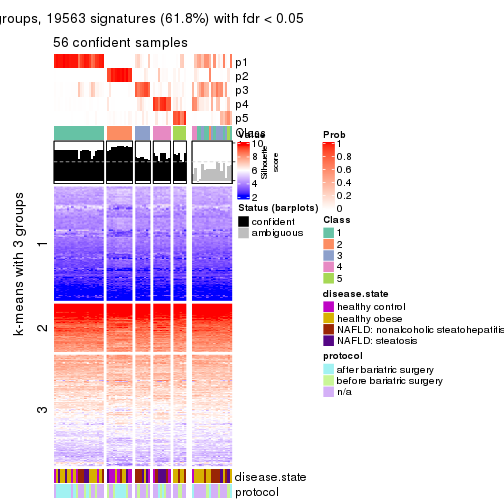 groups, 19563 signatures (61.8%) with fdr < 0.05
56 confident samples
p1
p2
p3
p4
p5
Class
k-means with 3 groups
1
2
3
disease.state
protocol
Value
10
8
6
4
2
Silhouette
score
Status (barplots)
confident
ambiguous
Prob
1
0.8
0.6
0.4
0.2
0
Class
1
2
3
4
5
disease.state
healthy control
healthy obese
NAFLD: nonalcoholic steatohepatitis
NAFLD: steatosis
protocol
after bariatric surgery
before bariatric surgery
n/a